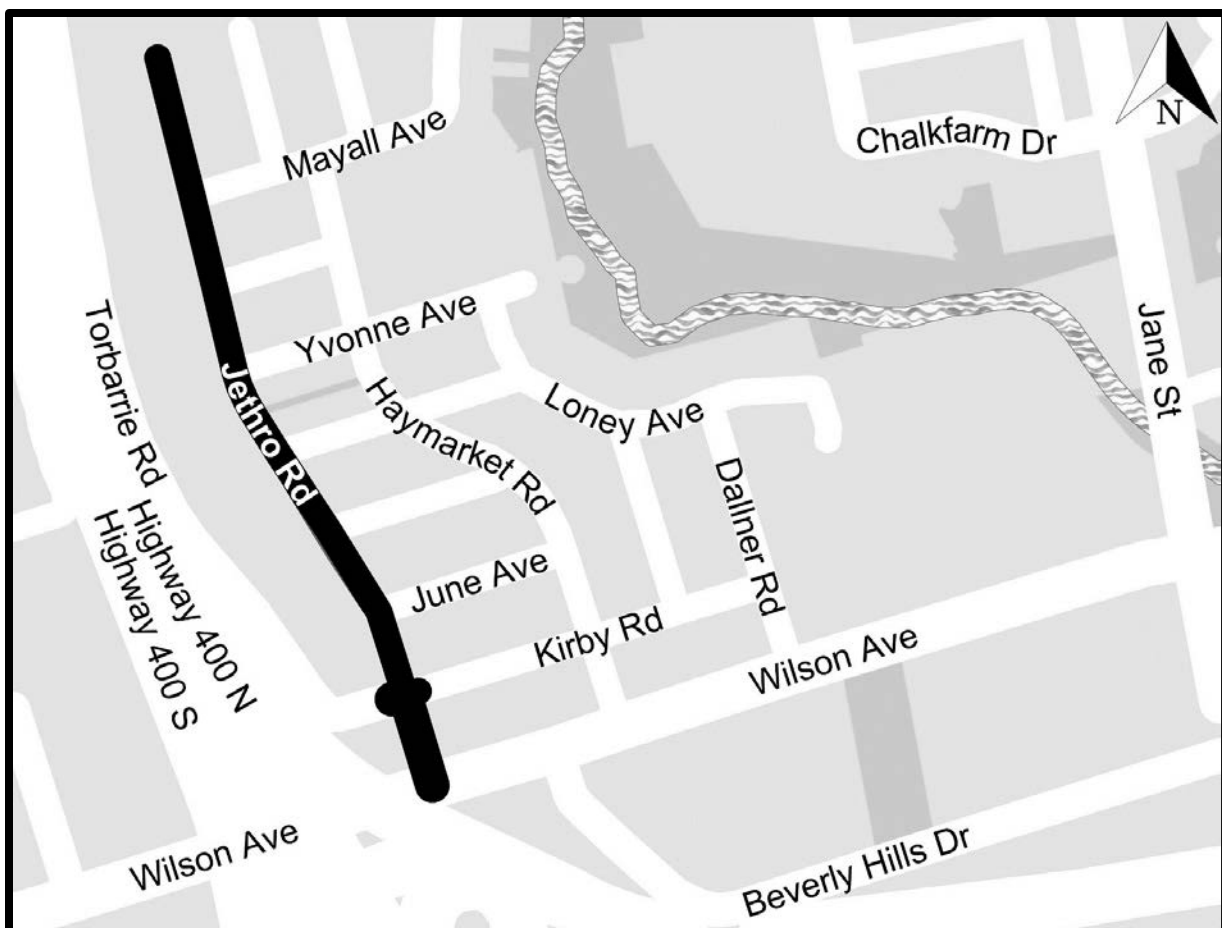 N
Chalkfarm Dr
Mayall Ave
Yvonne Ave
Torbarrie Rd
Jane St
Jethro Rd
Haymarket Rd
Loney Ave
Dallner Rd
Highway 400 N
Highway 400 S
June Ave
Kirby Rd
Wilson Ave
Wilson Ave
Beverly Hills Dr